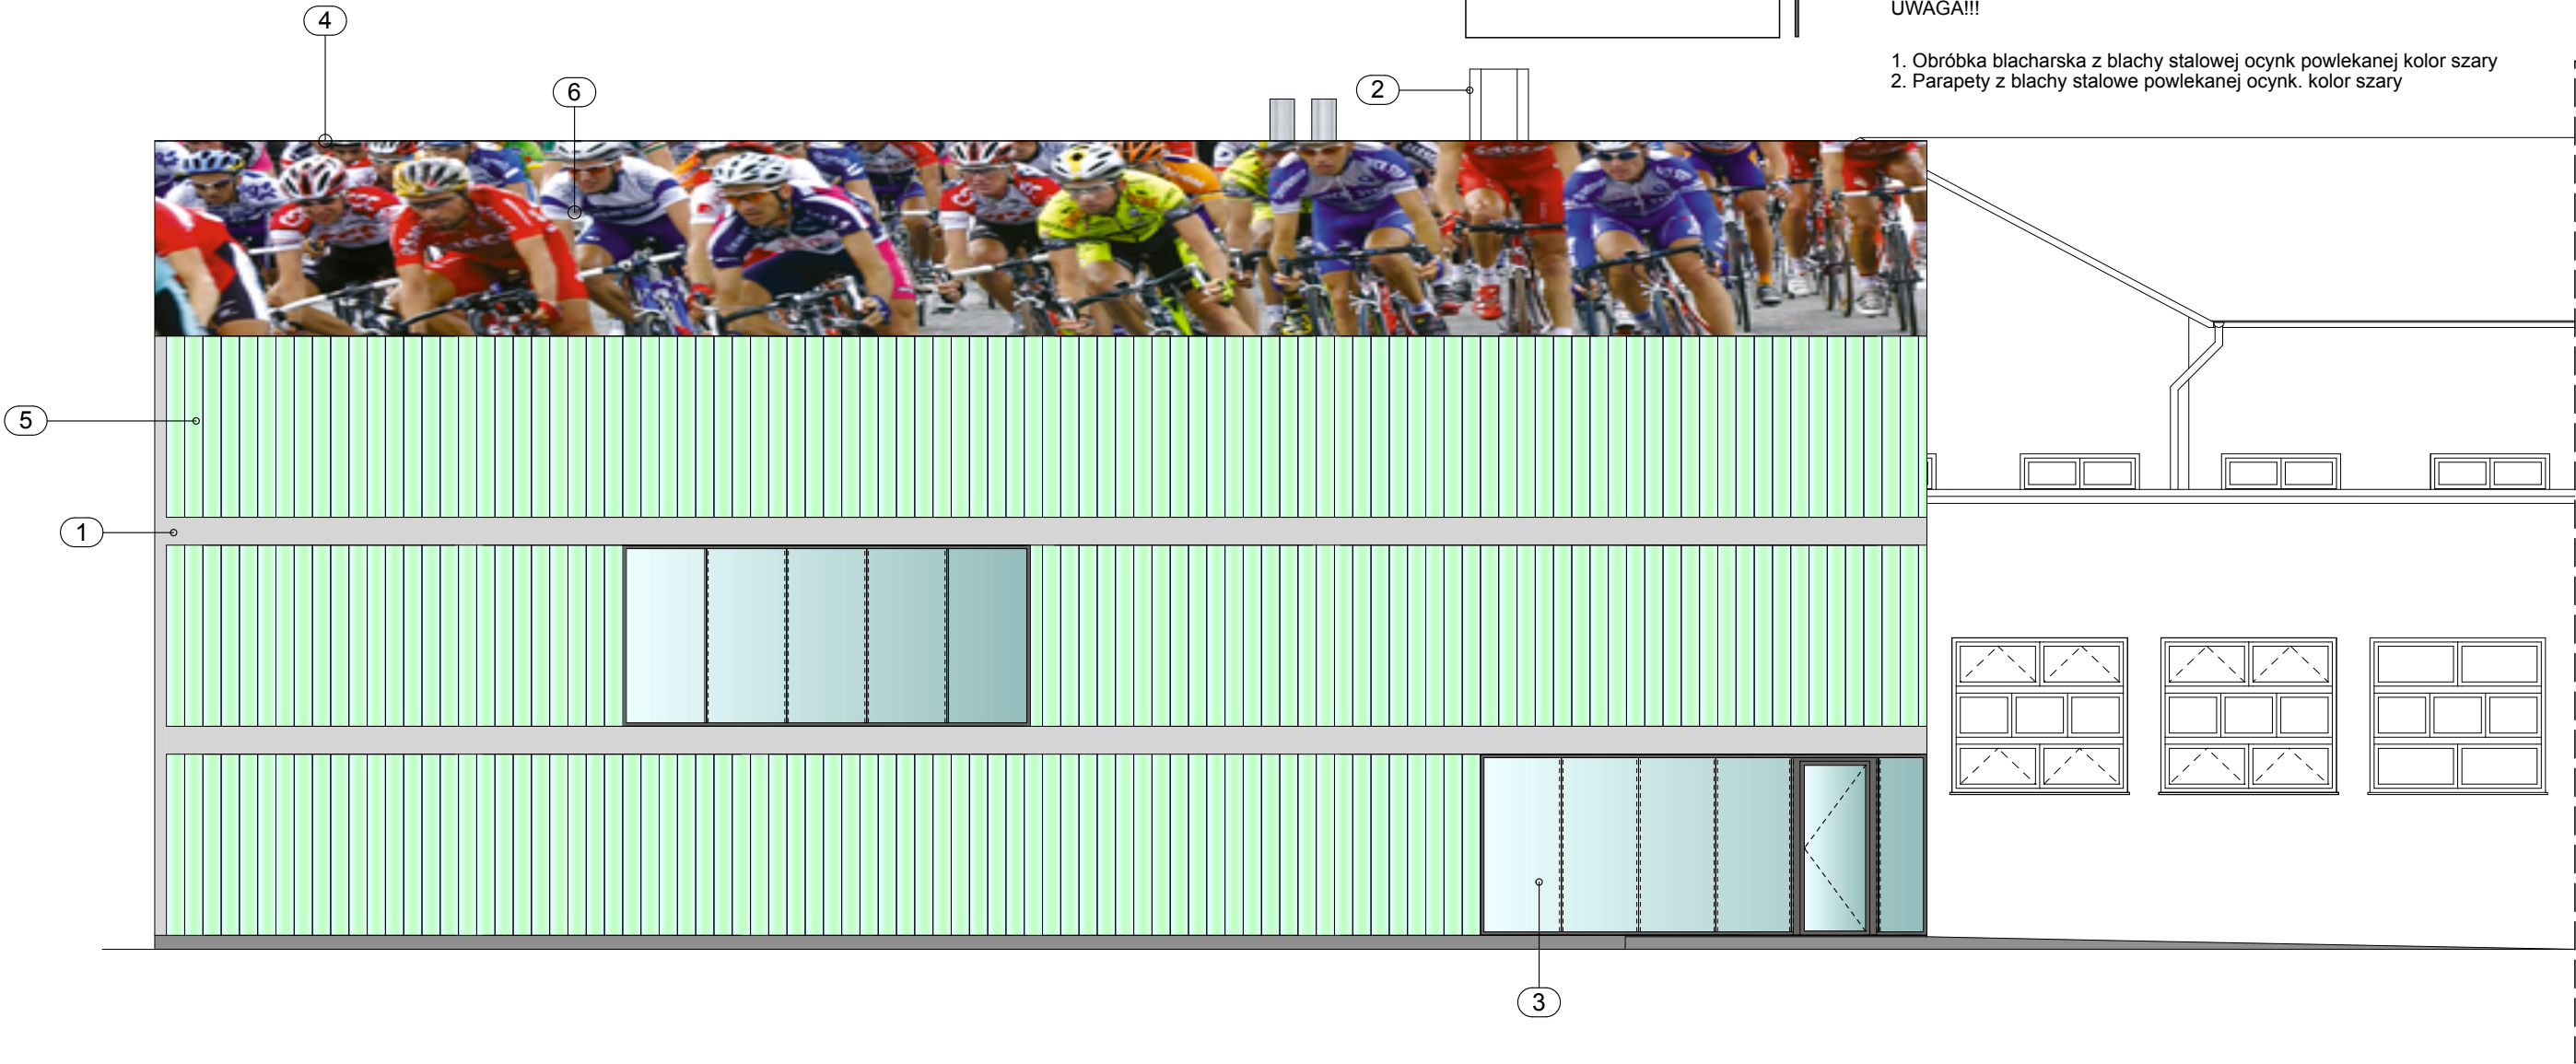 UWAGA!!!
1. Obróbka blacharska z blachy stalowej ocynk powlekanej kolor szary
2. Parapety z blachy stalowe powlekanej ocynk. kolor szary
4
6
2
5
1
3